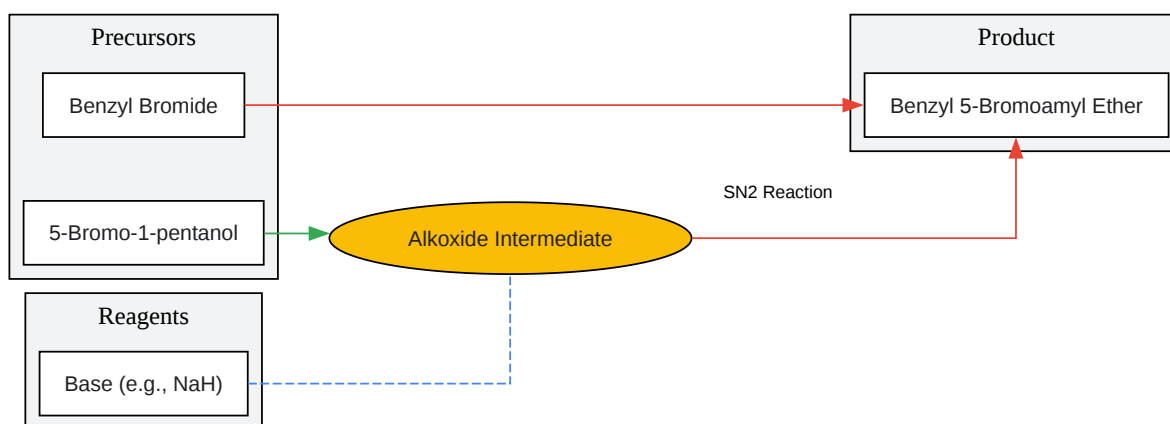 Precursors
Product
Benzyl Bromide
Benzyl 5-Bromoamyl Ether
SN2 Reaction
5-Bromo-1-pentanol
Alkoxide Intermediate
Reagents
Base (e.g., NaH)